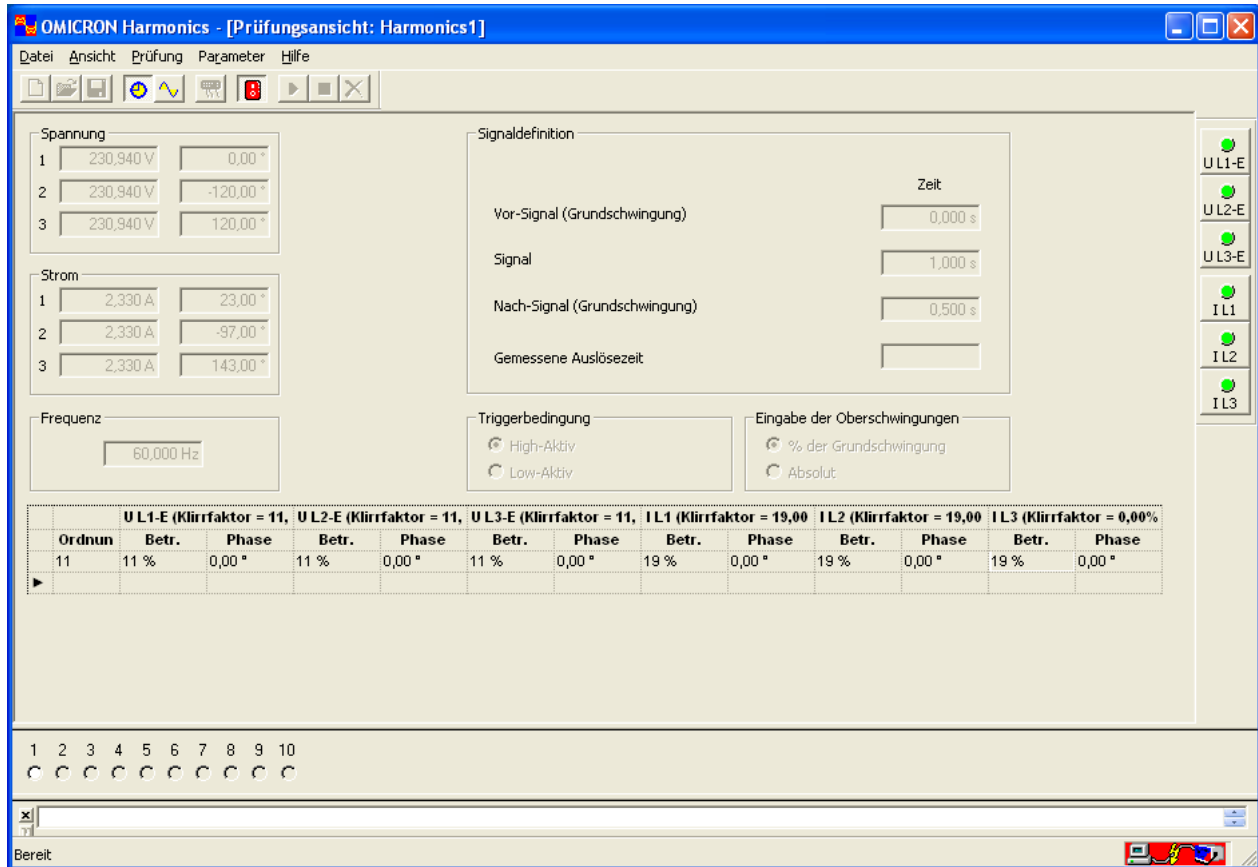 OMICRON Harmonics - [Prüfungsansicht: Harmonics1]
Datei Ansicht Prüfung Parameter Hilfe
Spannung
1 230,940 V 0,00 °
2 230,940 V -120,00 °
3 230,940 V 120,00 °
Strom
1 2,330 A 23,00 °
2 2,330 A -97,00 °
3 2,330 A 143,00 °
Frequenz
60,000 Hz
Signaldefinition
Zeit
Vor-Signal (Grundschwingung) 0,000 s
Signal 1,000 s
Nach-Signal (Grundschwingung) 0,500 s
Gemessene Auslösezeit
Triggerbedingung
High-Aktiv
Low-Aktiv
Eingabe der Oberschwingungen
% der Grundschwingung
Absolut
U L1-E
U L2-E
U L3-E
I L1
I L2
I L3
U L1-E (Klirrfaktor = 11, U L2-E (Klirrfaktor = 11, U L3-E (Klirrfaktor = 11, I L1 (Klirrfaktor = 19,00 I L2 (Klirrfaktor = 19,00 I L3 (Klirrfaktor = 0,00%
Ordnun Betr. Phase Betr. Phase Betr. Phase Betr. Phase Betr. Phase Betr. Phase
11 11 % 0,00 ° 11 % 0,00 ° 11 % 0,00 ° 19 % 0,00 ° 19 % 0,00 ° 19 % 0,00 °
1 2 3 4 5 6 7 8 9 10
Bereit